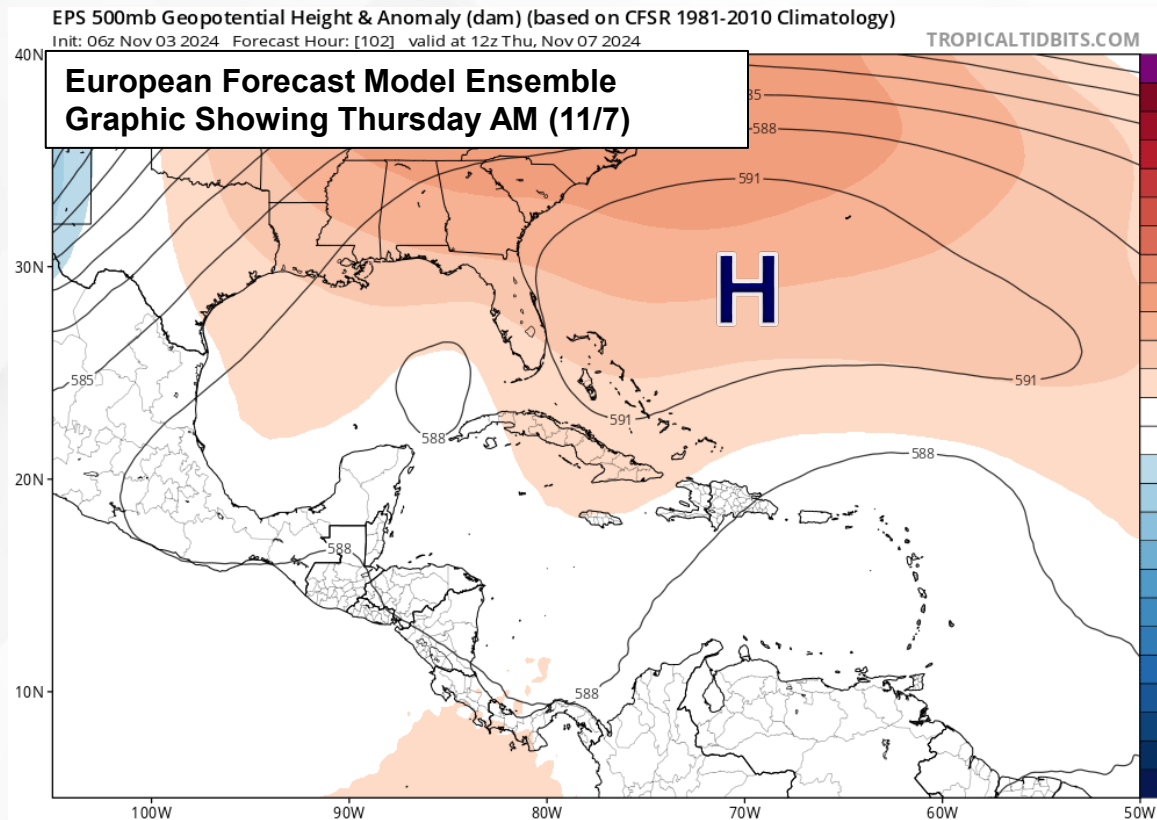 EPS 500mb Geopotential Height & Anomaly (dam) (based on CFSR 1981-2010 Climatology)
Init: 06z Nov 03 2024 Forecast Hour: [102] valid at 12z Thu, Nov 07 2024
TROPICALTIDBITS.COM
40N
European Forecast Model Ensemble
Graphic Showing Thursday AM (11/7)
85
588
591
30N
H
585
591
591
588
588
20N
588
588
10N
100W 90W 80W 70W 60W 50W